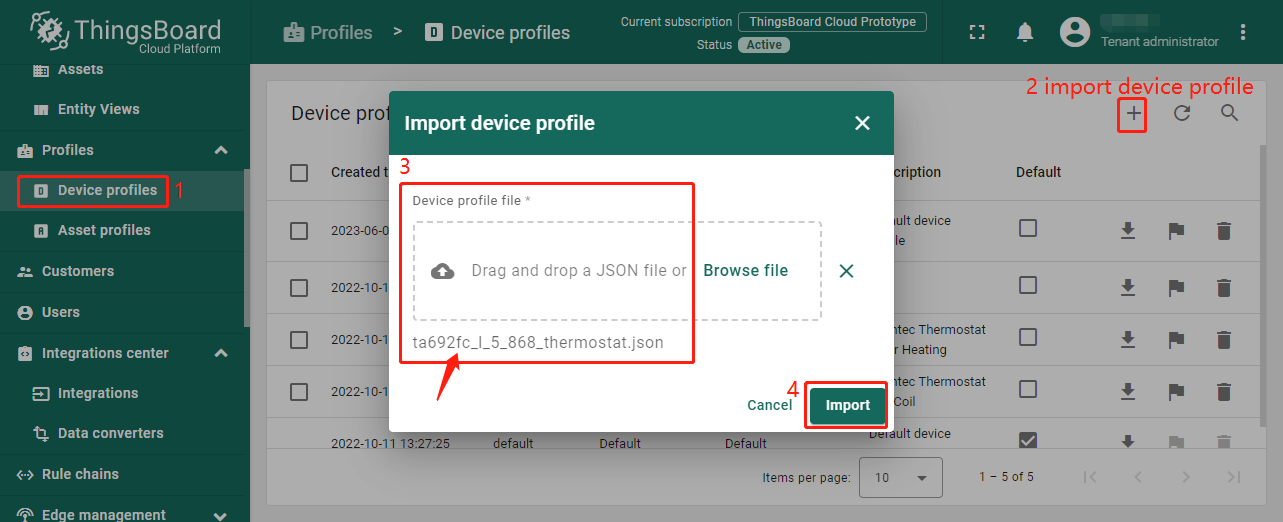 ThingsBoard
Cloud Platform
Profiles > Device profiles
Current subscription ThingsBoard Cloud Prototype
Status Active
Tenant administrator
Assets
Entity Views
Profiles
Device profiles 1
Asset profiles
Customers
Users
Integrations center
Integrations
Data converters
Rule chains
Edge management
2 import device profile
Device prof
Created t
cription
Default
2023-06-0
ault device
le
2022-10-1
2022-10-1
ntec Thermostat
r Heating
2022-10-1
ntec Thermostat
Coil
2022-10-11 13:27:25 default Default Default Default device
Items per page: 10 1 – 5 of 5
Import device profile
3
Device profile file *
Drag and drop a JSON file or Browse file
ta692fc_l_5_868_thermostat.json
Cancel
4
Import